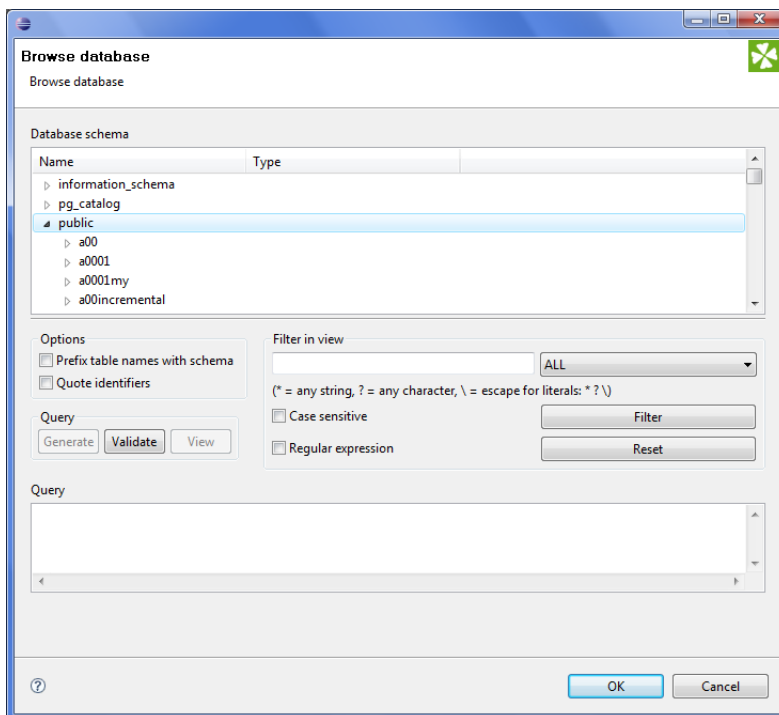 Browse database
Browse database
Database schema
Name Type
information_schema
pg_catalog
public
a00
a0001
a0001my
a00incremental
Options
Prefix table names with schema
Quote identifiers
Query
Generate Validate View
Filter in view
ALL
(* = any string, ? = any character, \ = escape for literals: * ? \)
Case sensitive Filter
Regular expression Reset
Query
? 
OK Cancel